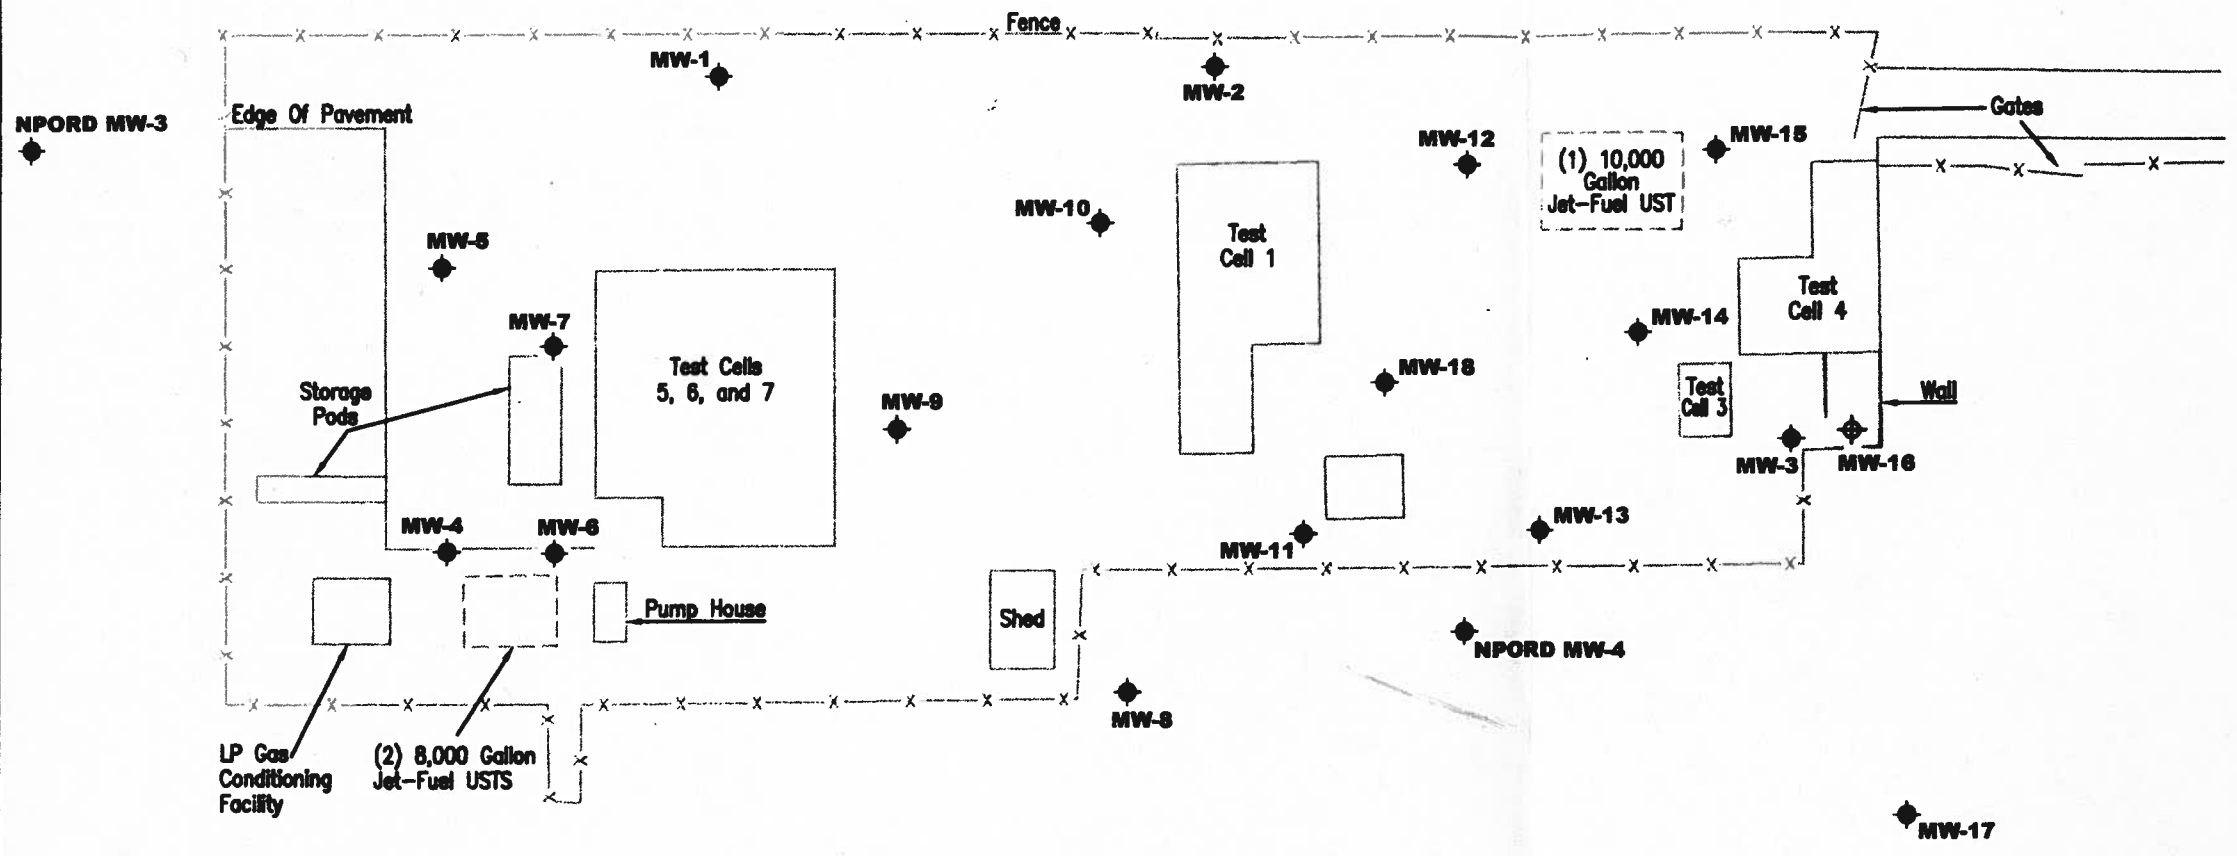 Fence
MW-1
MW-2
Edge Of Pavement
NPORD MW-3
Gates
MW-12
MW-15
(1) 10,000
Gallon
Jet-Fuel UST
MW-10
MW-5
Test
Cell 1
Test
Cell 4
MW-7
MW-14
Test Cells
5, 6, and 7
MW-18
Storage
Pods
Test
Cell 3
Wall
MW-9
MW-3
MW-16
MW-4
MW-6
MW-13
MW-11
Pump House
Shed
NPORD MW-4
MW-8
LP Gas
Conditioning
Facility
(2) 8,000 Gallon
Jet-Fuel USTS
MW-17